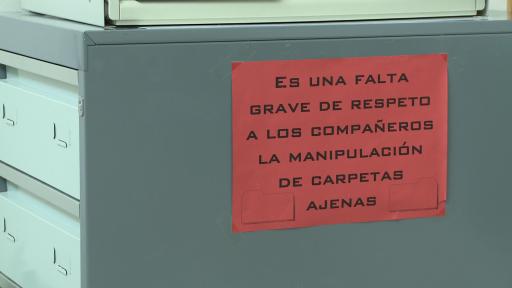 Es una falta
grave de respeto
a los compañeros
la manipulación
de carpetas
ajenas